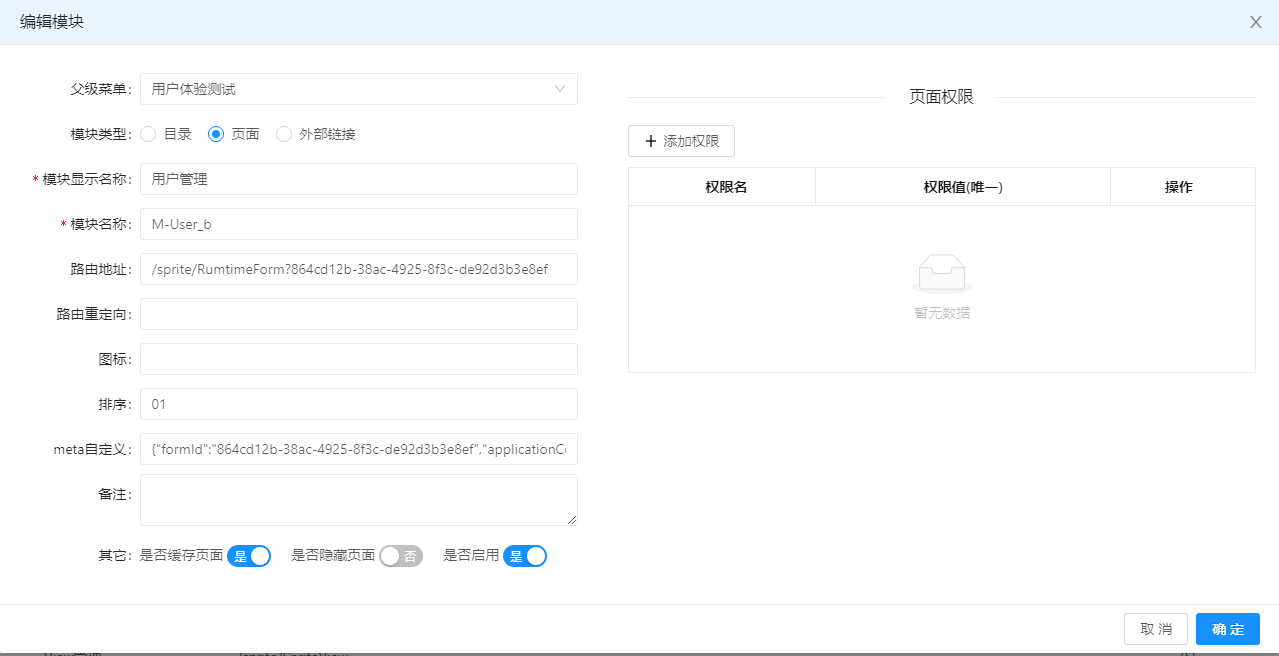 编辑模块
父级菜单: 用户体验测试
模块类型: 目录 页面 外部链接
* 模块显示名称: 用户管理
* 模块名称: M-User_b
路由地址: /sprite/RumtimeForm?864cd12b-38ac-4925-8f3c-de92d3b3e8ef
路由重定向:
图标:
排序: 01
meta自定义: {"formId":"864cd12b-38ac-4925-8f3c-de92d3b3e8ef","applicationCo
备注:
其它: 是否缓存页面 是 是否隐藏页面 否 是否启用 是
页面权限
+ 添加权限
权限名 权限值(唯一) 操作
暂无数据
取 消 确 定